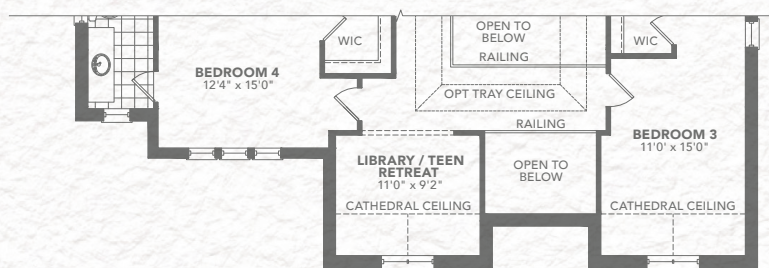 WIC
OPEN TO
BELOW
RAILING
WIC
BEDROOM 4
12'4" x 15'0"
OPT TRAY CEILING
RAILING
BEDROOM 3
11'0' x 15'0"
LIBRARY / TEEN
RETREAT
11'0" x 9'2"
OPEN TO
BELOW
CATHEDRAL CEILING
CATHEDRAL CEILING